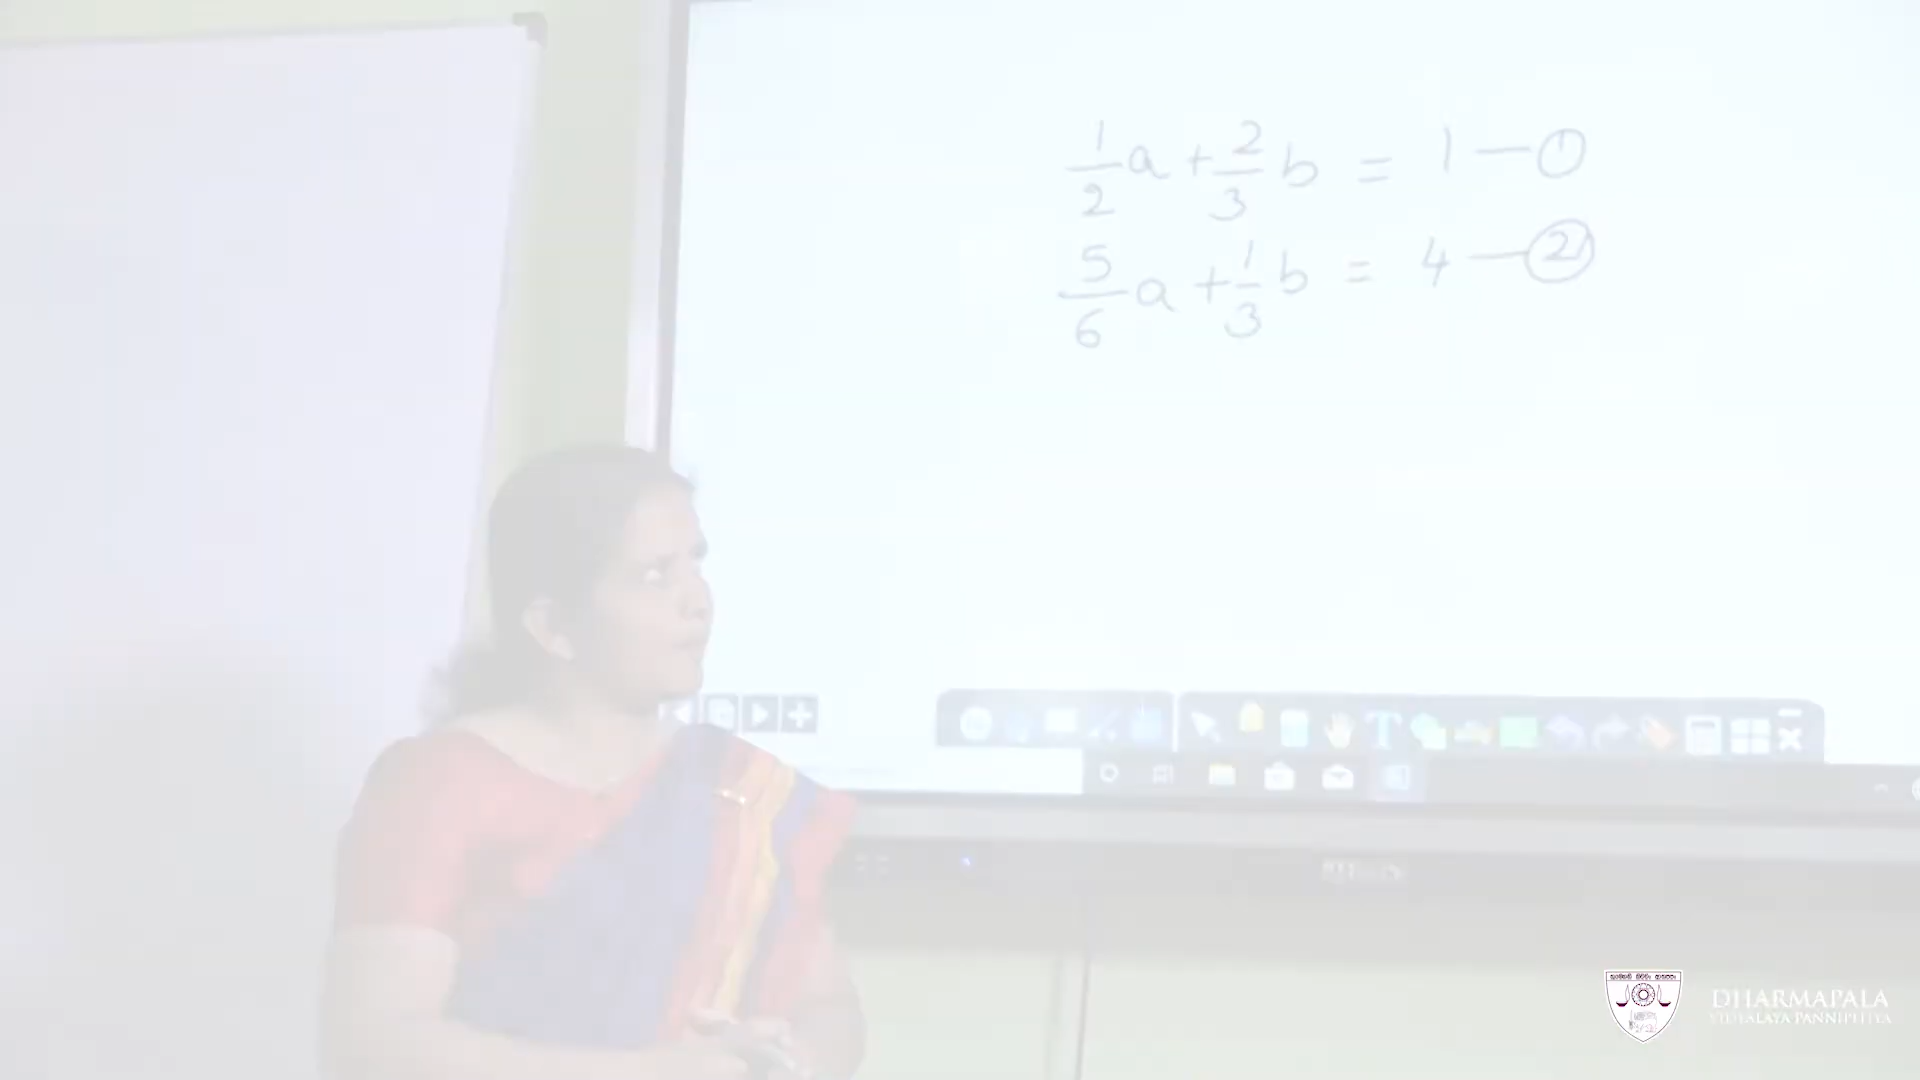 1/2 a + 2/3 b = 1 — ①
5/6 a + 1/3 b = 4 — ②
DHARMAPALA
VIDYALAYA PANNIPITIYA